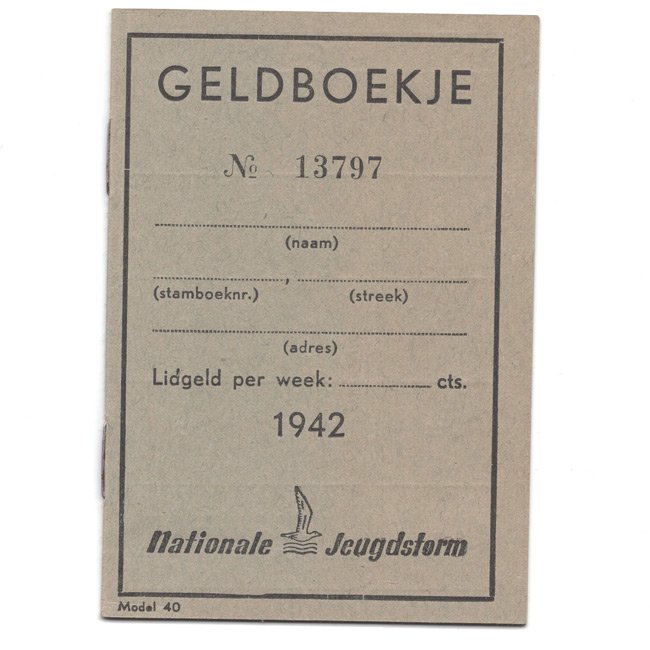 GELDBOEKJE
№ 13797
(naam)
,
(stamboeknr.) (streek)
(adres)
Lidgeld per week: ............ cts.
1942
Nationale Jeugdstorm
Model 40